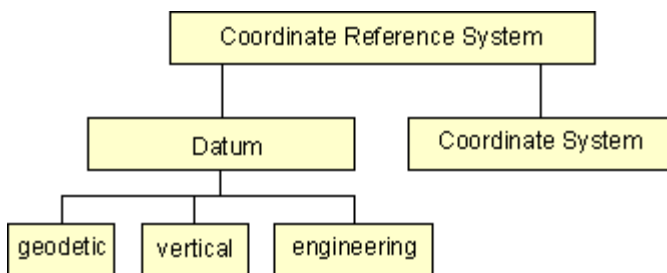 Coordinate Reference System
Datum
Coordinate System
geodetic
vertical
engineering